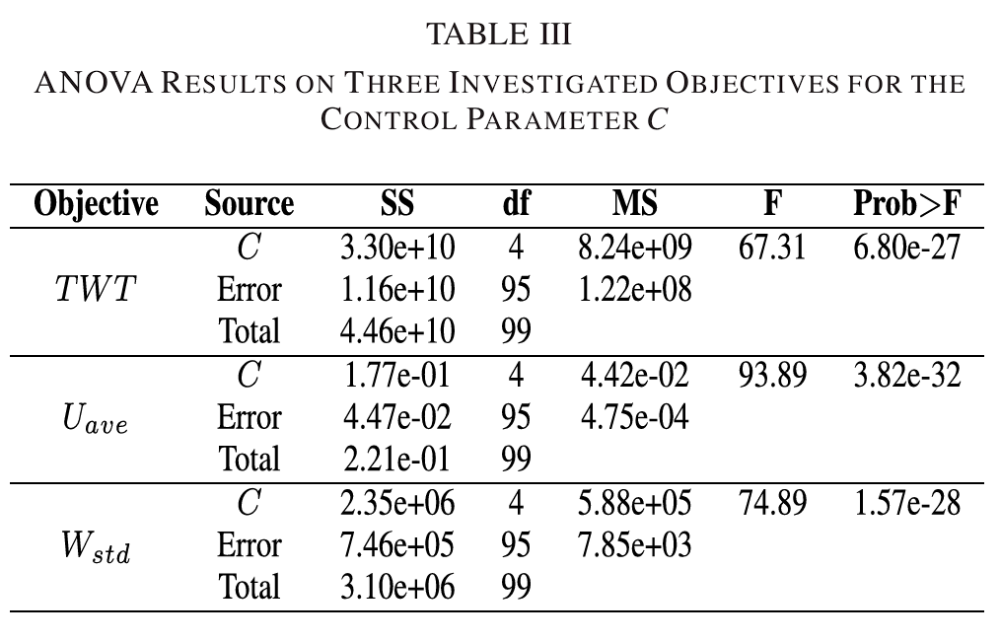 TABLE III
ANOVA RESULTS ON THREE INVESTIGATED OBJECTIVES FOR THE
CONTROL PARAMETER C
Objective Source SS df MS F Prob>F
C 3.30e+10 4 8.24e+09 67.31 6.80e-27
TWT Error 1.16e+10 95 1.22e+08
Total 4.46e+10 99
C 1.77e-01 4 4.42e-02 93.89 3.82e-32
U_ave Error 4.47e-02 95 4.75e-04
Total 2.21e-01 99
C 2.35e+06 4 5.88e+05 74.89 1.57e-28
W_std Error 7.46e+05 95 7.85e+03
Total 3.10e+06 99